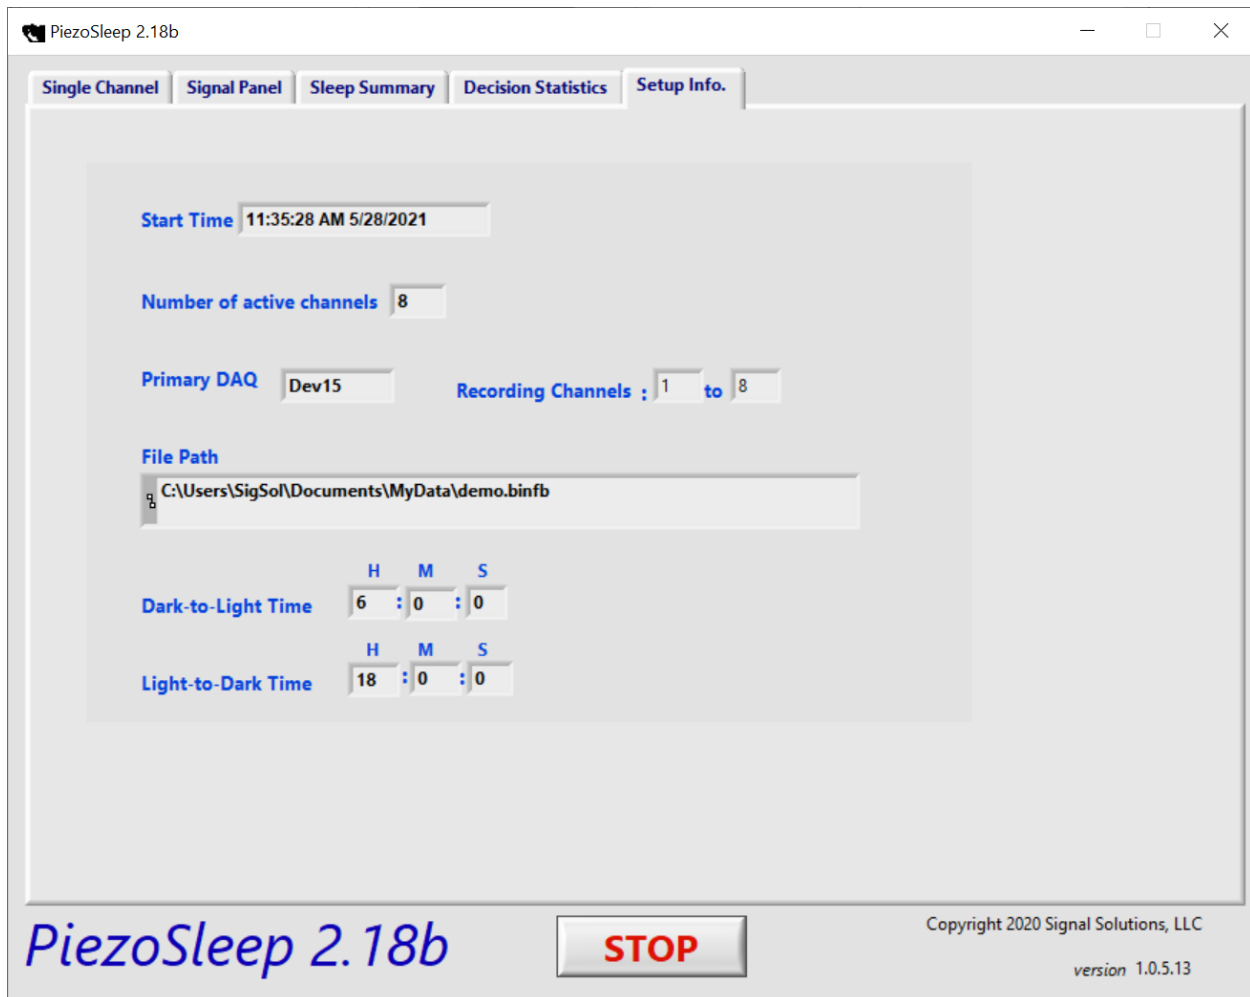 PiezoSleep 2.18b
Single Channel Signal Panel Sleep Summary Decision Statistics Setup Info.
Start Time 11:35:28 AM 5/28/2021
Number of active channels 8
Primary DAQ Dev15 Recording Channels : 1 to 8
File Path
C:\Users\SigSol\Documents\MyData\demo.binfb
H M S
Dark-to-Light Time 6 : 0 : 0
H M S
Light-to-Dark Time 18 : 0 : 0
PiezoSleep 2.18b
STOP
Copyright 2020 Signal Solutions, LLC
version 1.0.5.13